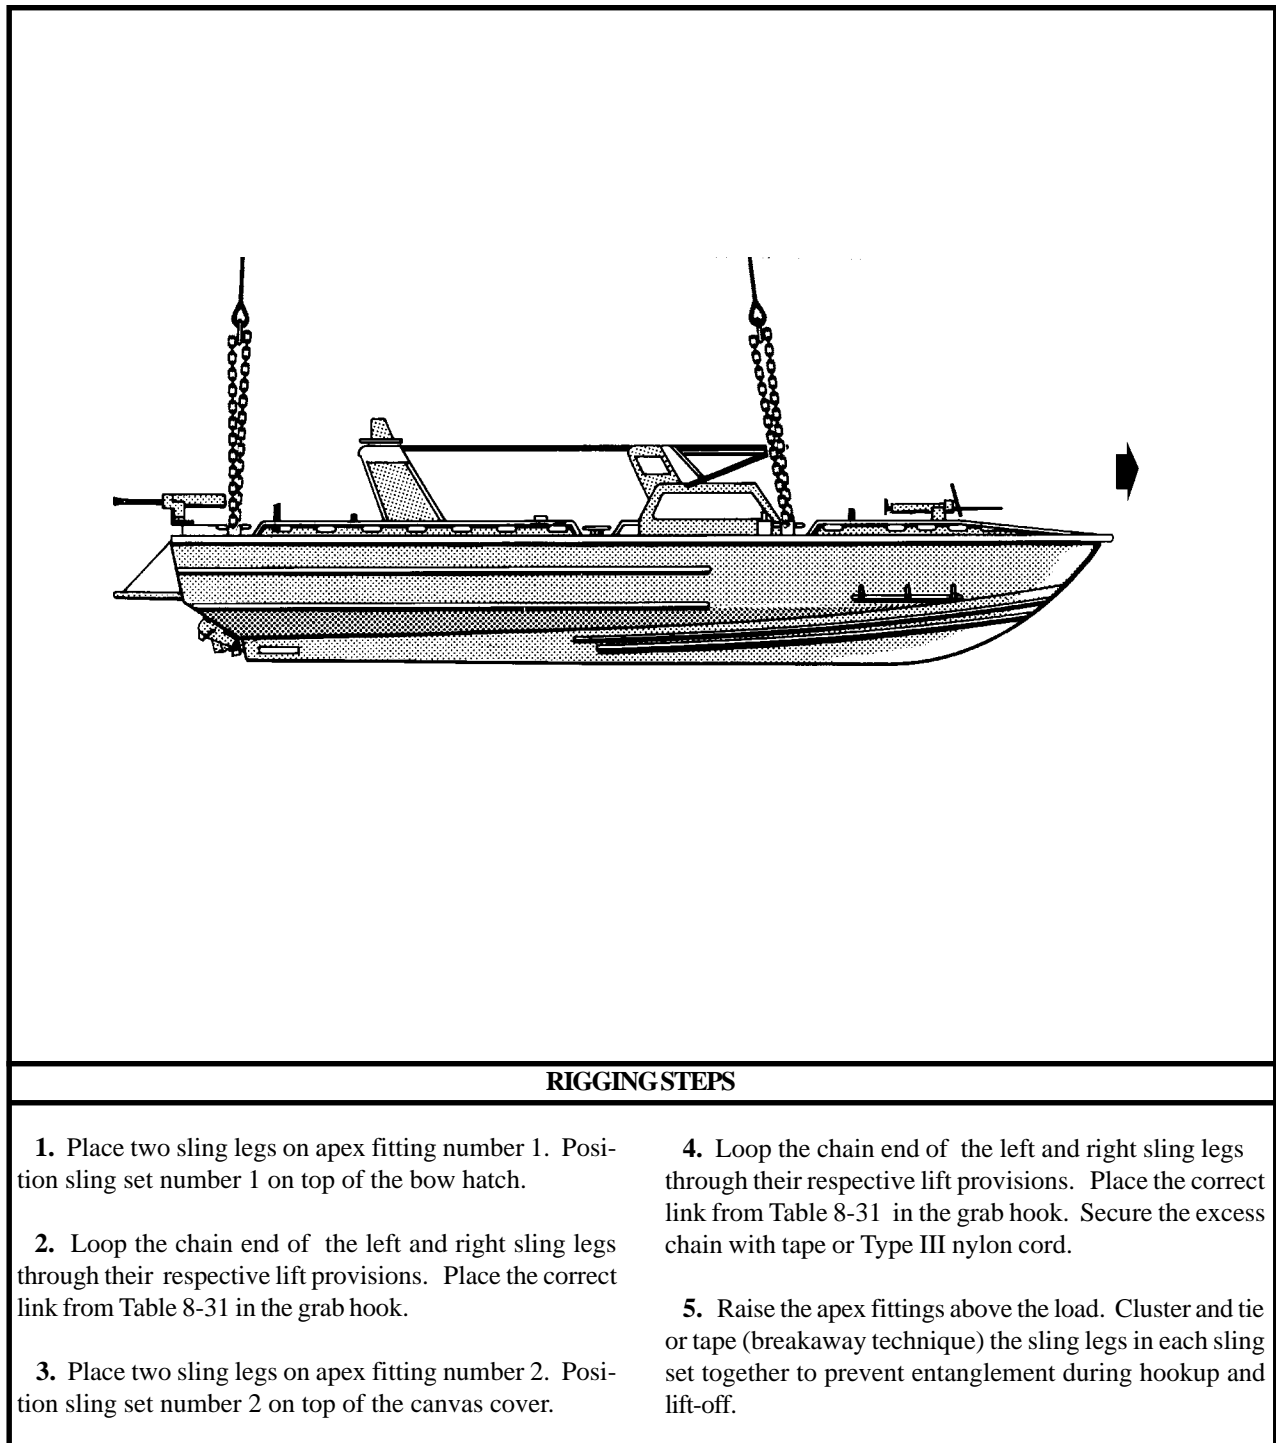 RIGGING STEPS
1. Place two sling legs on apex fitting number 1. Posi-
tion sling set number 1 on top of the bow hatch.
2. Loop the chain end of the left and right sling legs
through their respective lift provisions. Place the correct
link from Table 8-31 in the grab hook.
3. Place two sling legs on apex fitting number 2. Posi-
tion sling set number 2 on top of the canvas cover.
4. Loop the chain end of the left and right sling legs
through their respective lift provisions. Place the correct
link from Table 8-31 in the grab hook. Secure the excess
chain with tape or Type III nylon cord.
5. Raise the apex fittings above the load. Cluster and tie
or tape (breakaway technique) the sling legs in each sling
set together to prevent entanglement during hookup and
lift-off.